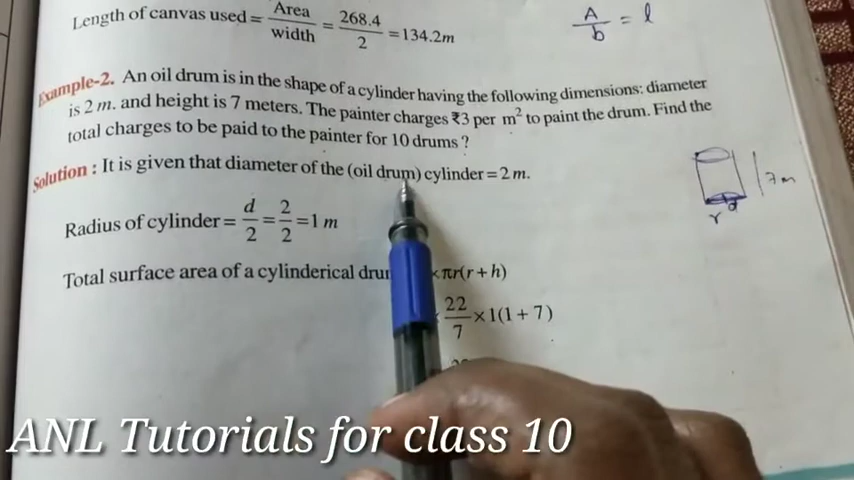 Length of canvas used = Area / width = 268.4 / 2 = 134.2m
A / b = l
Example-2. An oil drum is in the shape of a cylinder having the following dimensions: diameter
is 2 m. and height is 7 meters. The painter charges ₹3 per m² to paint the drum. Find the
total charges to be paid to the painter for 10 drums ?
Solution : It is given that diameter of the (oil drum) cylinder = 2 m.
Radius of cylinder = d / 2 = 2 / 2 = 1 m
7m
r d
Total surface area of a cylinderical drum ×πr(r + h)
22 / 7 × 1(1 + 7)
ANL Tutorials for class 10